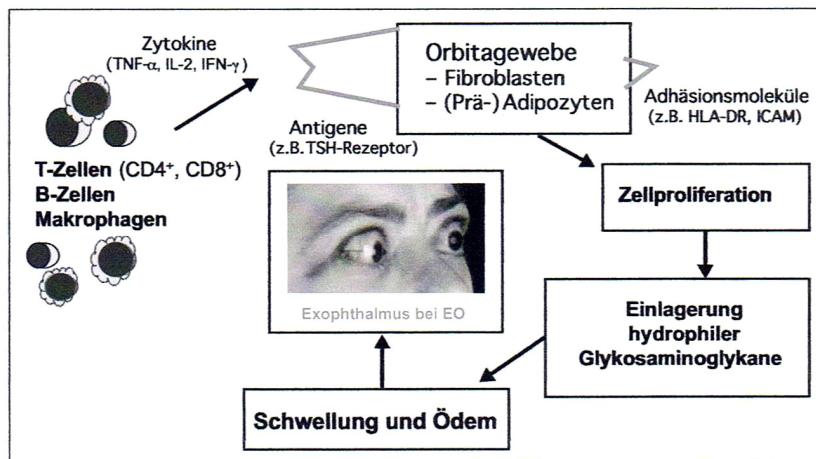 Zytokine
(TNF-α, IL-2, IFN-γ)
T-Zellen (CD4⁺, CD8⁺)
B-Zellen
Makrophagen
Antigene
(z.B. TSH-Rezeptor)
Orbitagewebe
– Fibroblasten
– (Prä-) Adipozyten
Adhäsionsmoleküle
(z.B. HLA-DR, ICAM)
Zellproliferation
Einlagerung
hydrophiler
Glykosaminoglykane
Schwellung und Ödem
Exophthalmus bei EO